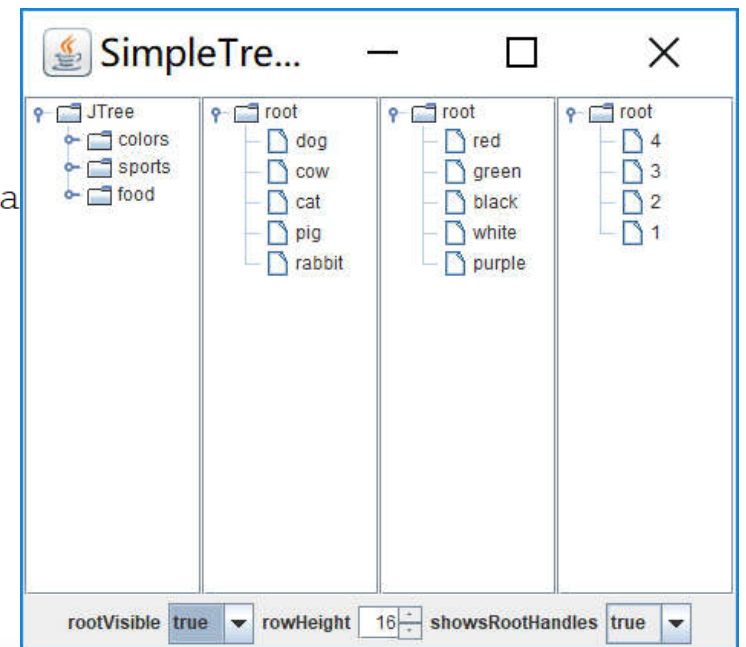 SimpleTre...
JTree
colors
sports
food
root
dog
cow
cat
pig
rabbit
root
red
green
black
white
purple
root
4
3
2
1
a
rootVisible true rowHeight 16 showsRootHandles true